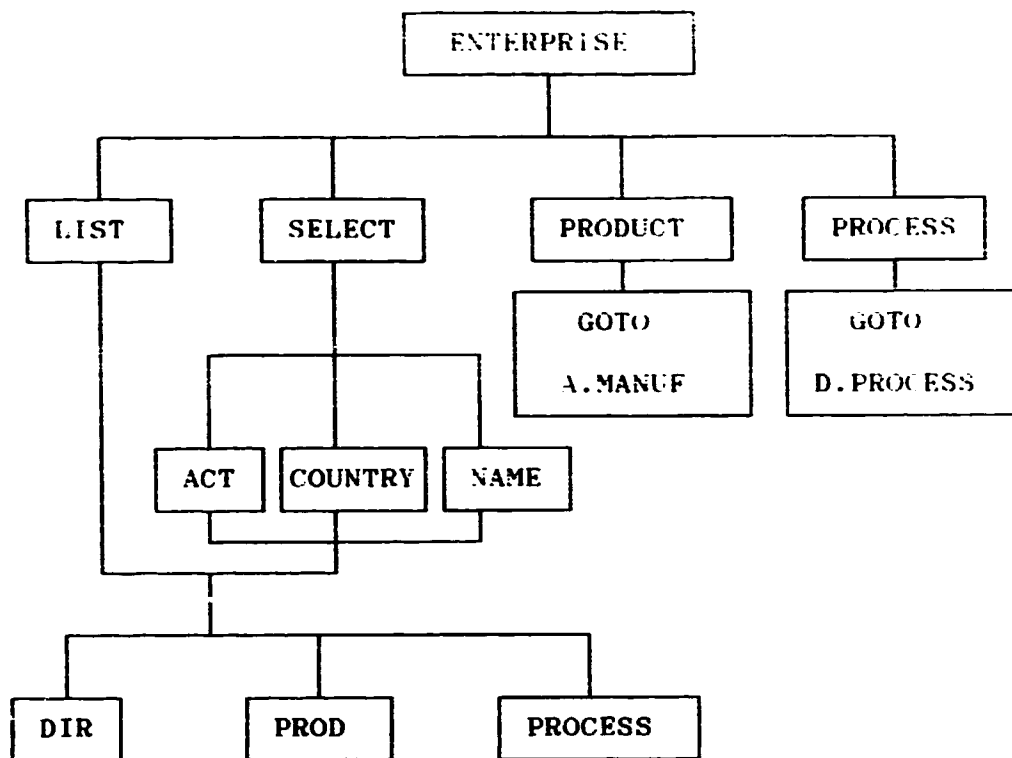 ENTERPRISE
LIST SELECT PRODUCT PROCESS
GOTO GOTO
A.MANUF D.PROCESS
ACT COUNTRY NAME
DIR PROD PROCESS